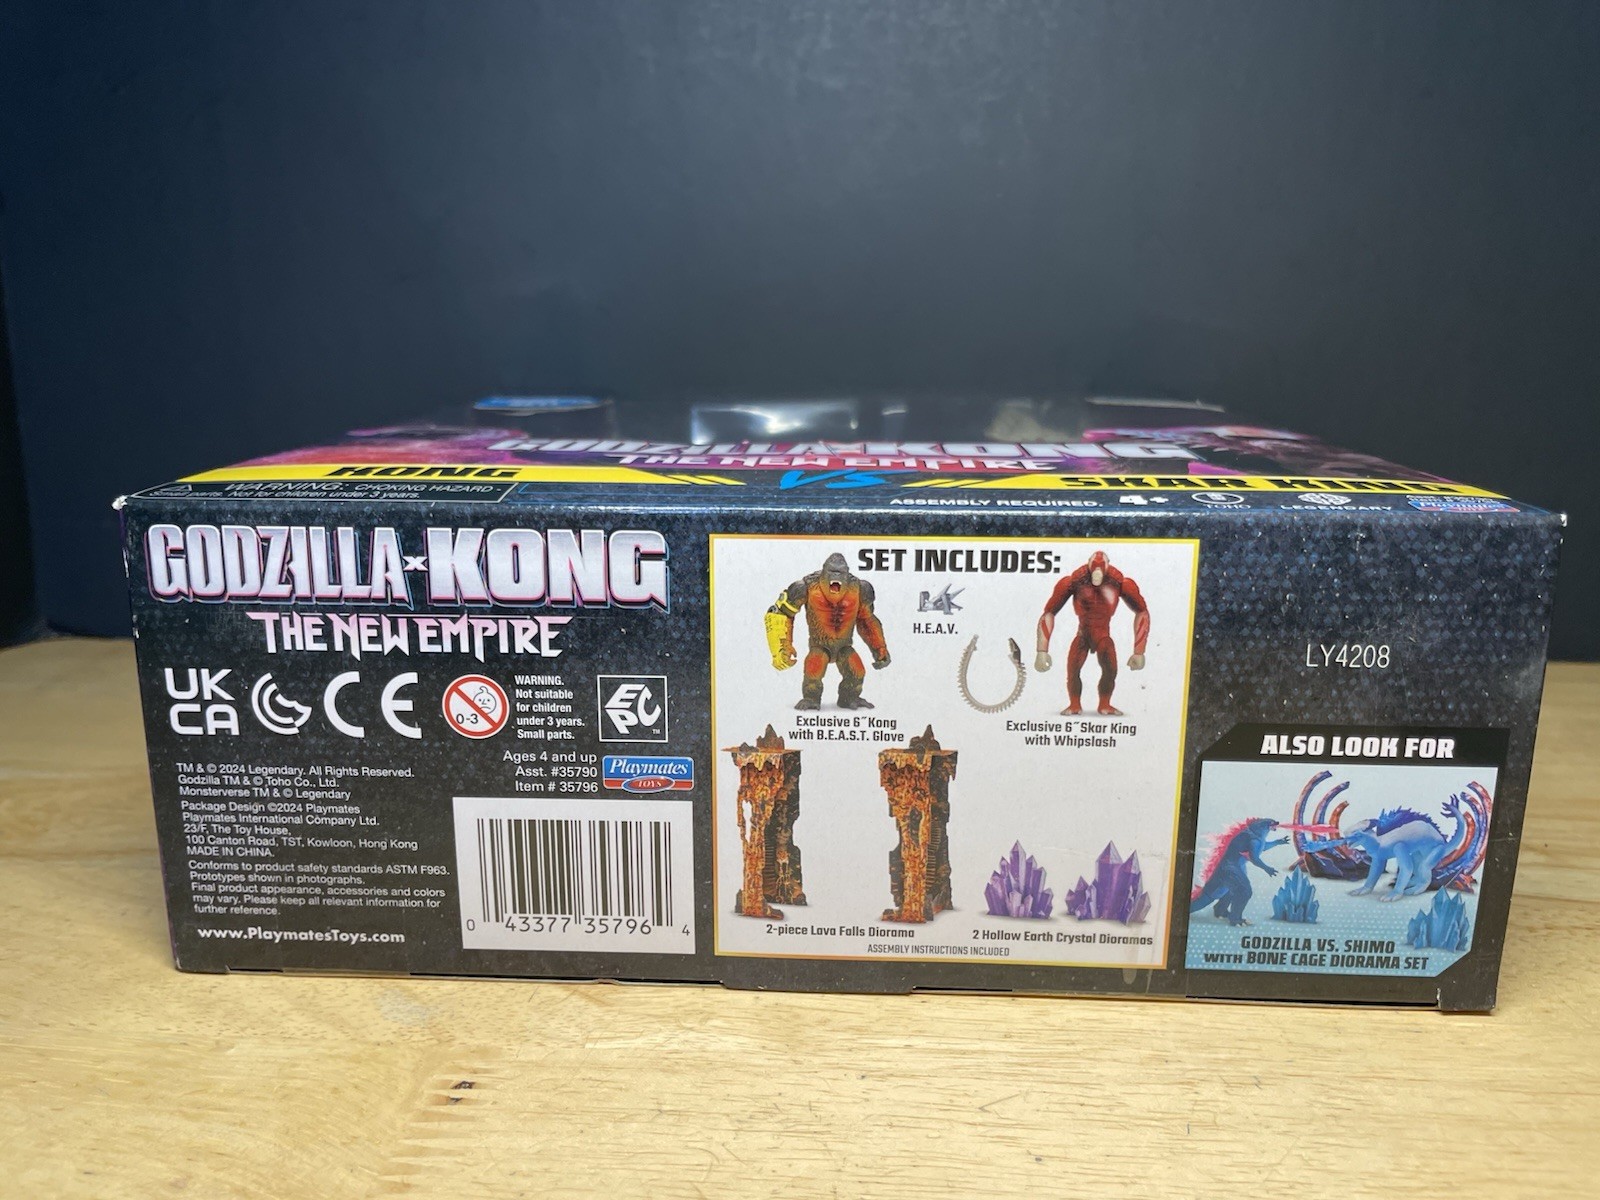 GODZILLA x KONG
THE NEW EMPIRE
KONG
VS
SKAR KING
WARNING: CHOKING HAZARD -
Small parts. Not for children under 3 years.
ASSEMBLY REQUIRED.
4+
TOHO
LEGENDARY
Playmates
GODZILLA x KONG
THE NEW EMPIRE
UK
CA
CE
0-3
WARNING.
Not suitable
for children
under 3 years.
Small parts.
EC
PC
TM
Ages 4 and up
Asst. #35790
Item # 35796
Playmates
TOYS
TM & © 2024 Legendary. All Rights Reserved.
Godzilla TM & © Toho Co., Ltd.
Monsterverse TM & © Legendary
Package Design ©2024 Playmates
Playmates International Company Ltd.
23/F, The Toy House,
100 Canton Road, TST, Kowloon, Hong Kong
MADE IN CHINA.
Conforms to product safety standards ASTM F963.
Prototypes shown in photographs.
Final product appearance, accessories and colors
may vary. Please keep all relevant information for
further reference.
www.PlaymatesToys.com
0 43377 35796 4
SET INCLUDES:
H.E.A.V.
Exclusive 6" Kong
with B.E.A.S.T. Glove
Exclusive 6" Skar King
with Whipslash
2-piece Lava Falls Diorama
2 Hollow Earth Crystal Dioramas
ASSEMBLY INSTRUCTIONS INCLUDED
LY4208
ALSO LOOK FOR
GODZILLA VS. SHIMO
WITH BONE CAGE DIORAMA SET